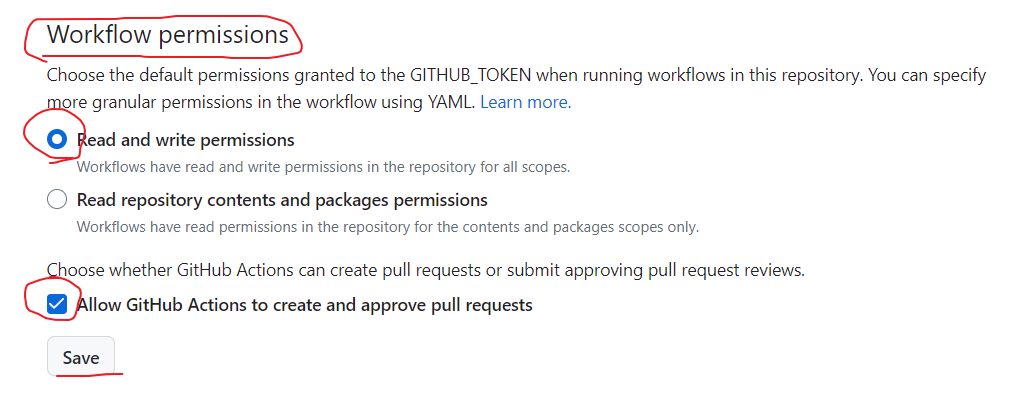 Workflow permissions
Choose the default permissions granted to the GITHUB_TOKEN when running workflows in this repository. You can specify
more granular permissions in the workflow using YAML. Learn more.
Read and write permissions
Workflows have read and write permissions in the repository for all scopes.
Read repository contents and packages permissions
Workflows have read permissions in the repository for the contents and packages scopes only.
Choose whether GitHub Actions can create pull requests or submit approving pull request reviews.
Allow GitHub Actions to create and approve pull requests
Save